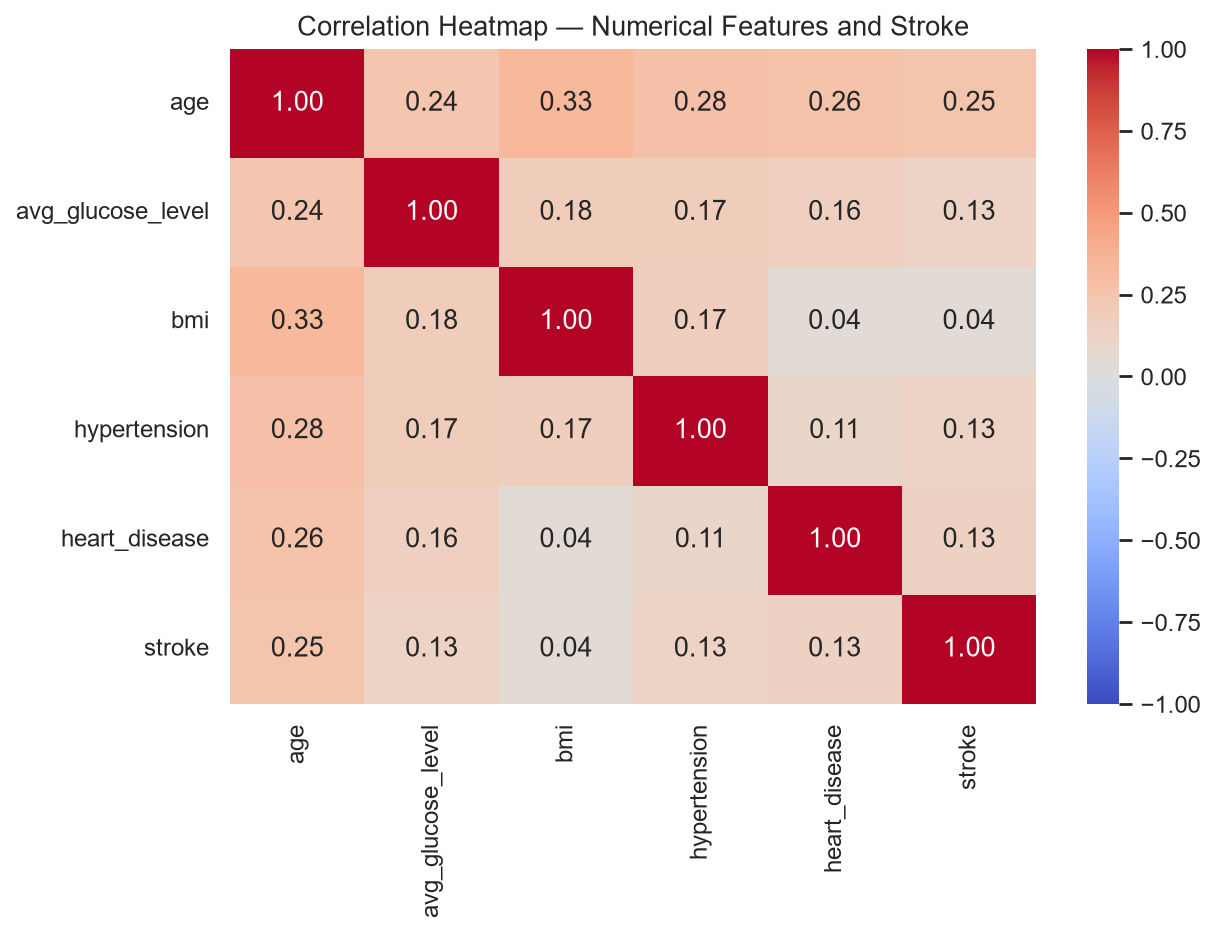 Correlation Heatmap — Numerical Features and Stroke
age 1.00 0.24 0.33 0.28 0.26 0.25
avg_glucose_level 0.24 1.00 0.18 0.17 0.16 0.13
bmi 0.33 0.18 1.00 0.17 0.04 0.04
hypertension 0.28 0.17 0.17 1.00 0.11 0.13
heart_disease 0.26 0.16 0.04 0.11 1.00 0.13
stroke 0.25 0.13 0.04 0.13 0.13 1.00
age
avg_glucose_level
bmi
hypertension
heart_disease
stroke
1.00
0.75
0.50
0.25
0.00
−0.25
−0.50
−0.75
−1.00